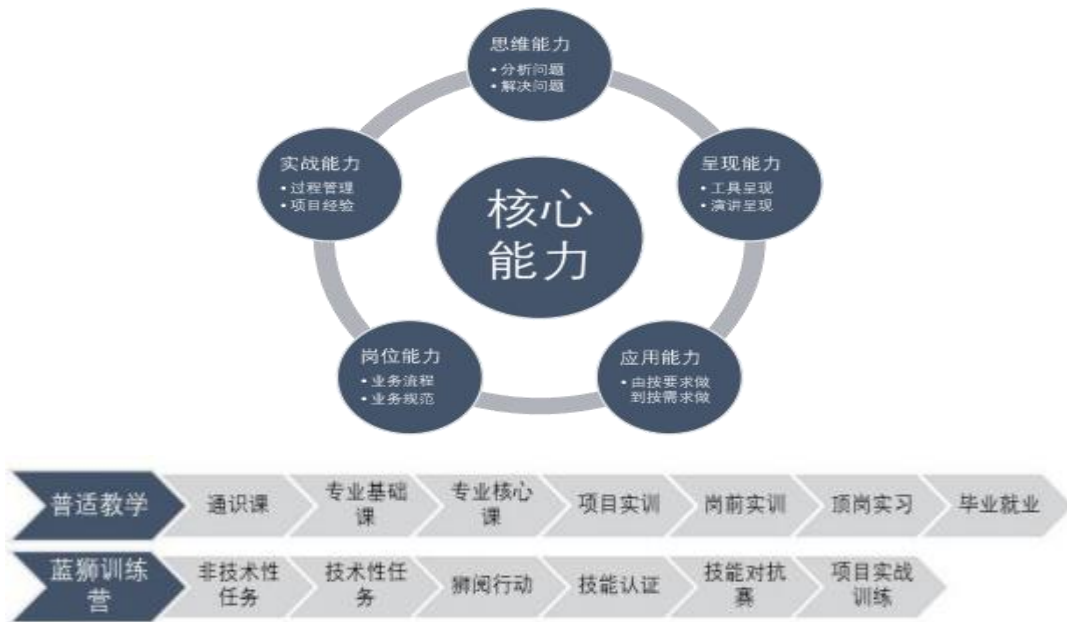 思维能力
• 分析问题
• 解决问题
实战能力
• 过程管理
• 项目经验
呈现能力
• 工具呈现
• 演讲呈现
核心
能力
岗位能力
• 业务流程
• 业务规范
应用能力
• 由按要求做
到按需求做
普适教学
通识课
专业基础
课
专业核心
课
项目实训
岗前实训
顶岗实习
毕业就业
蓝狮训练
营
非技术性
任务
技术性任
务
狮阅行动
技能认证
技能对抗
赛
项目实战
训练